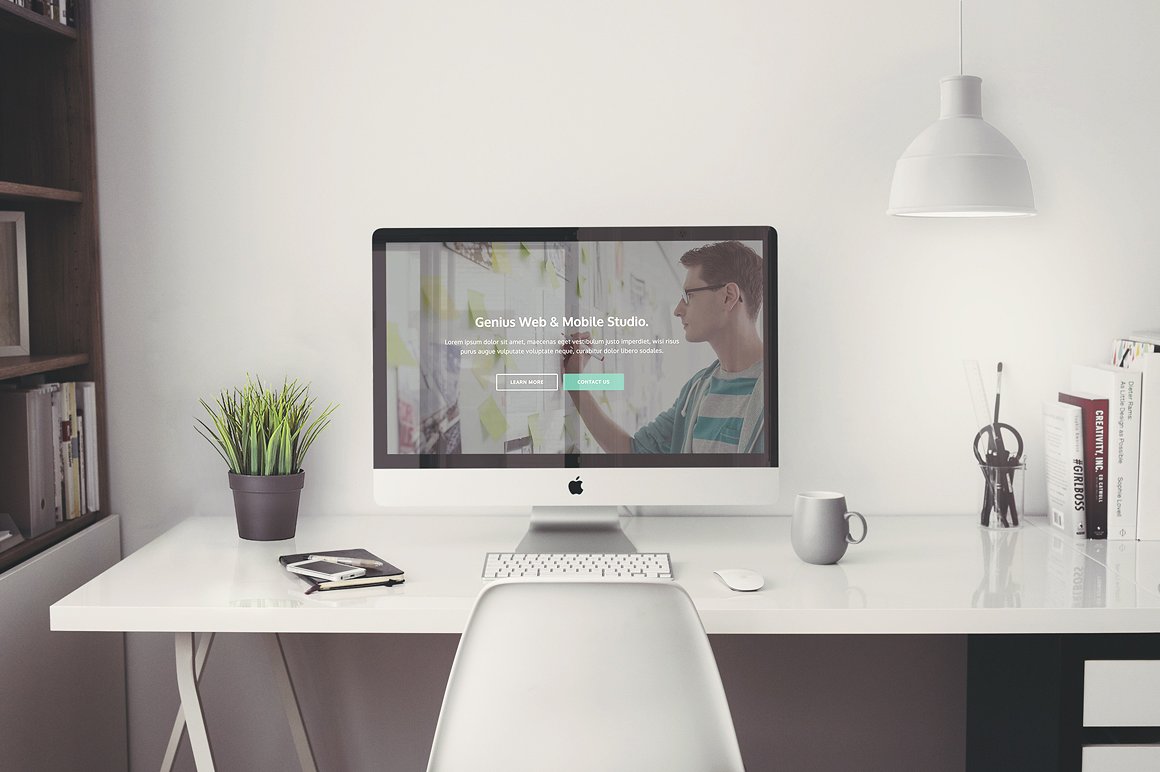 Genius Web & Mobile Studio.
Lorem ipsum dolor sit amet, maecenas eget vestibulum justo imperdiet, wisi risus
purus augue vulputate voluptate neque, curabitur dolor libero sodales.
LEARN MORE
CONTACT US
#GIRLBOSS
CREATIVITY, INC.
ED CATMULL
Dieter Rams:
As Little Design as Possible
Sophie Lovell